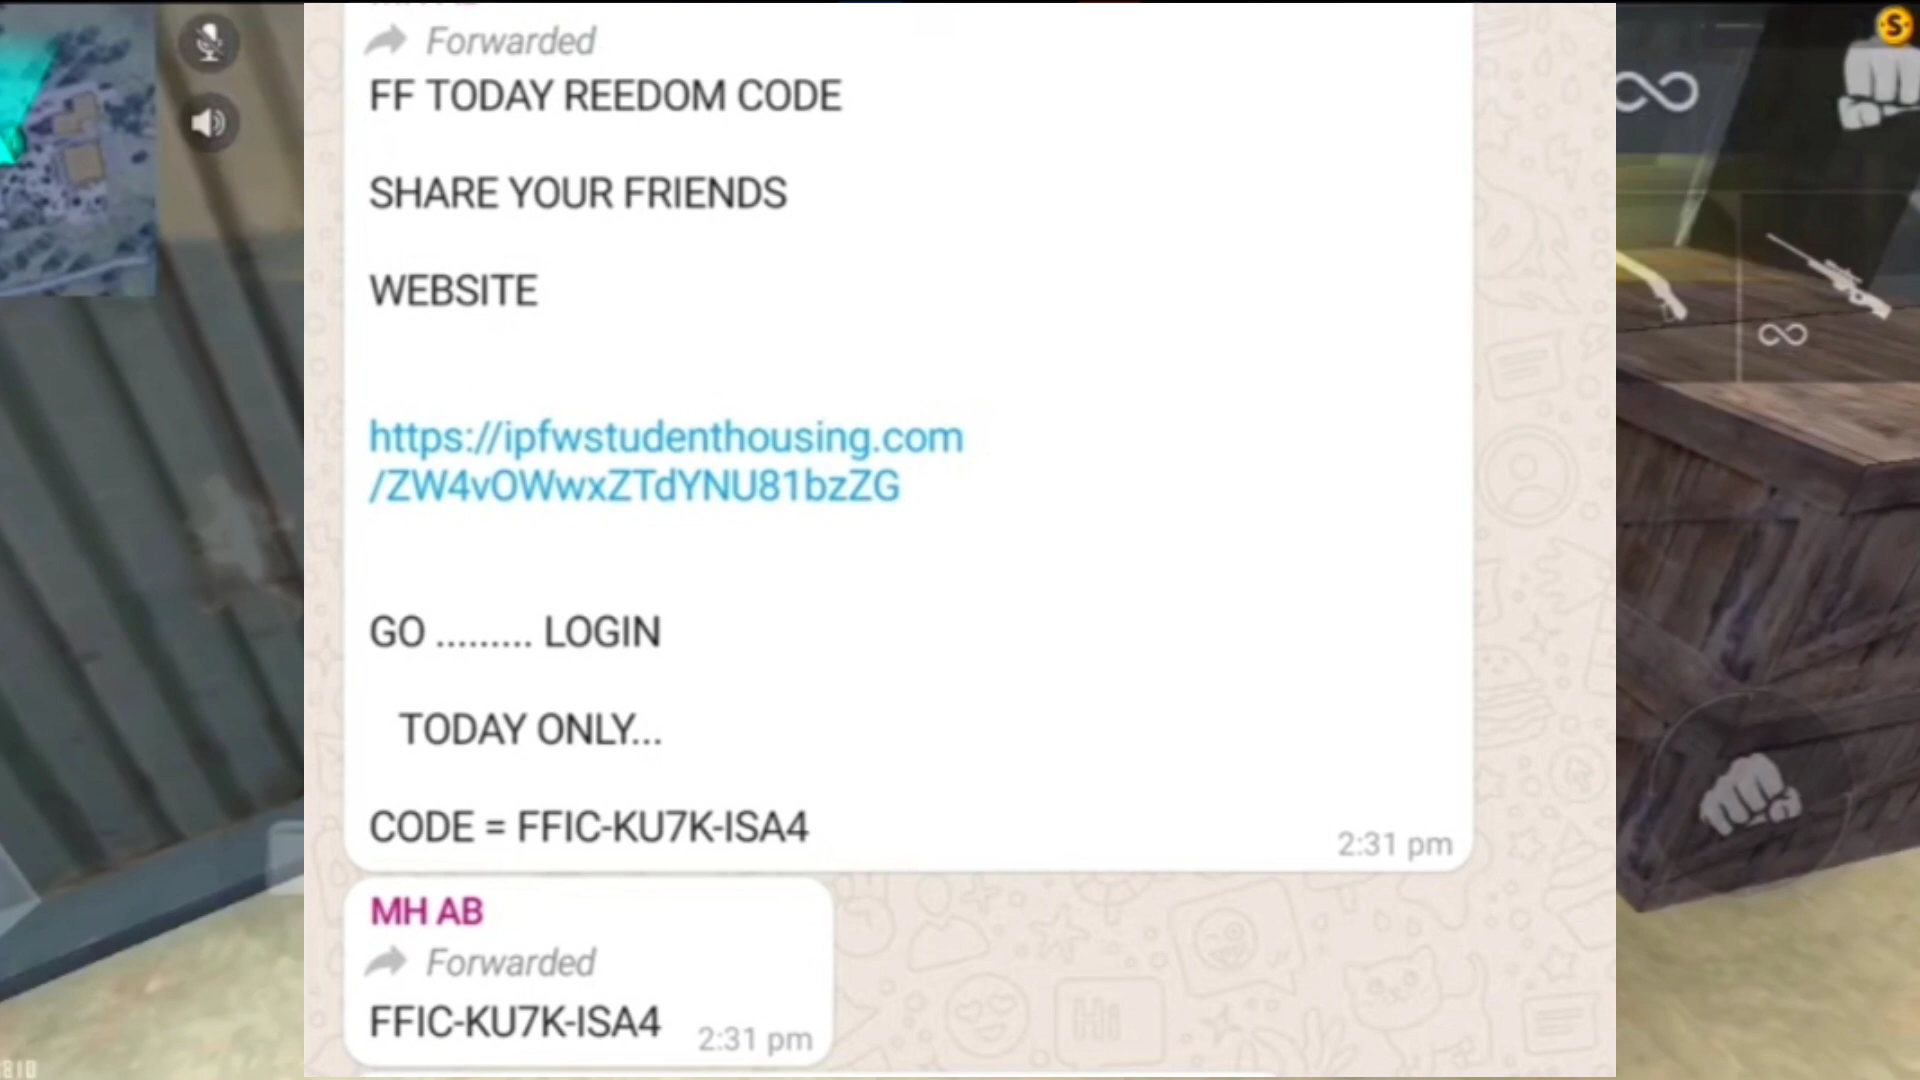 Forwarded
FF TODAY REEDOM CODE
SHARE YOUR FRIENDS
WEBSITE
https://ipfwstudenthousing.com
/ZW4vOWwxZTdYNU81bzZG
GO ......... LOGIN
TODAY ONLY...
CODE = FFIC-KU7K-ISA4
2:31 pm
MH AB
Forwarded
FFIC-KU7K-ISA4
2:31 pm